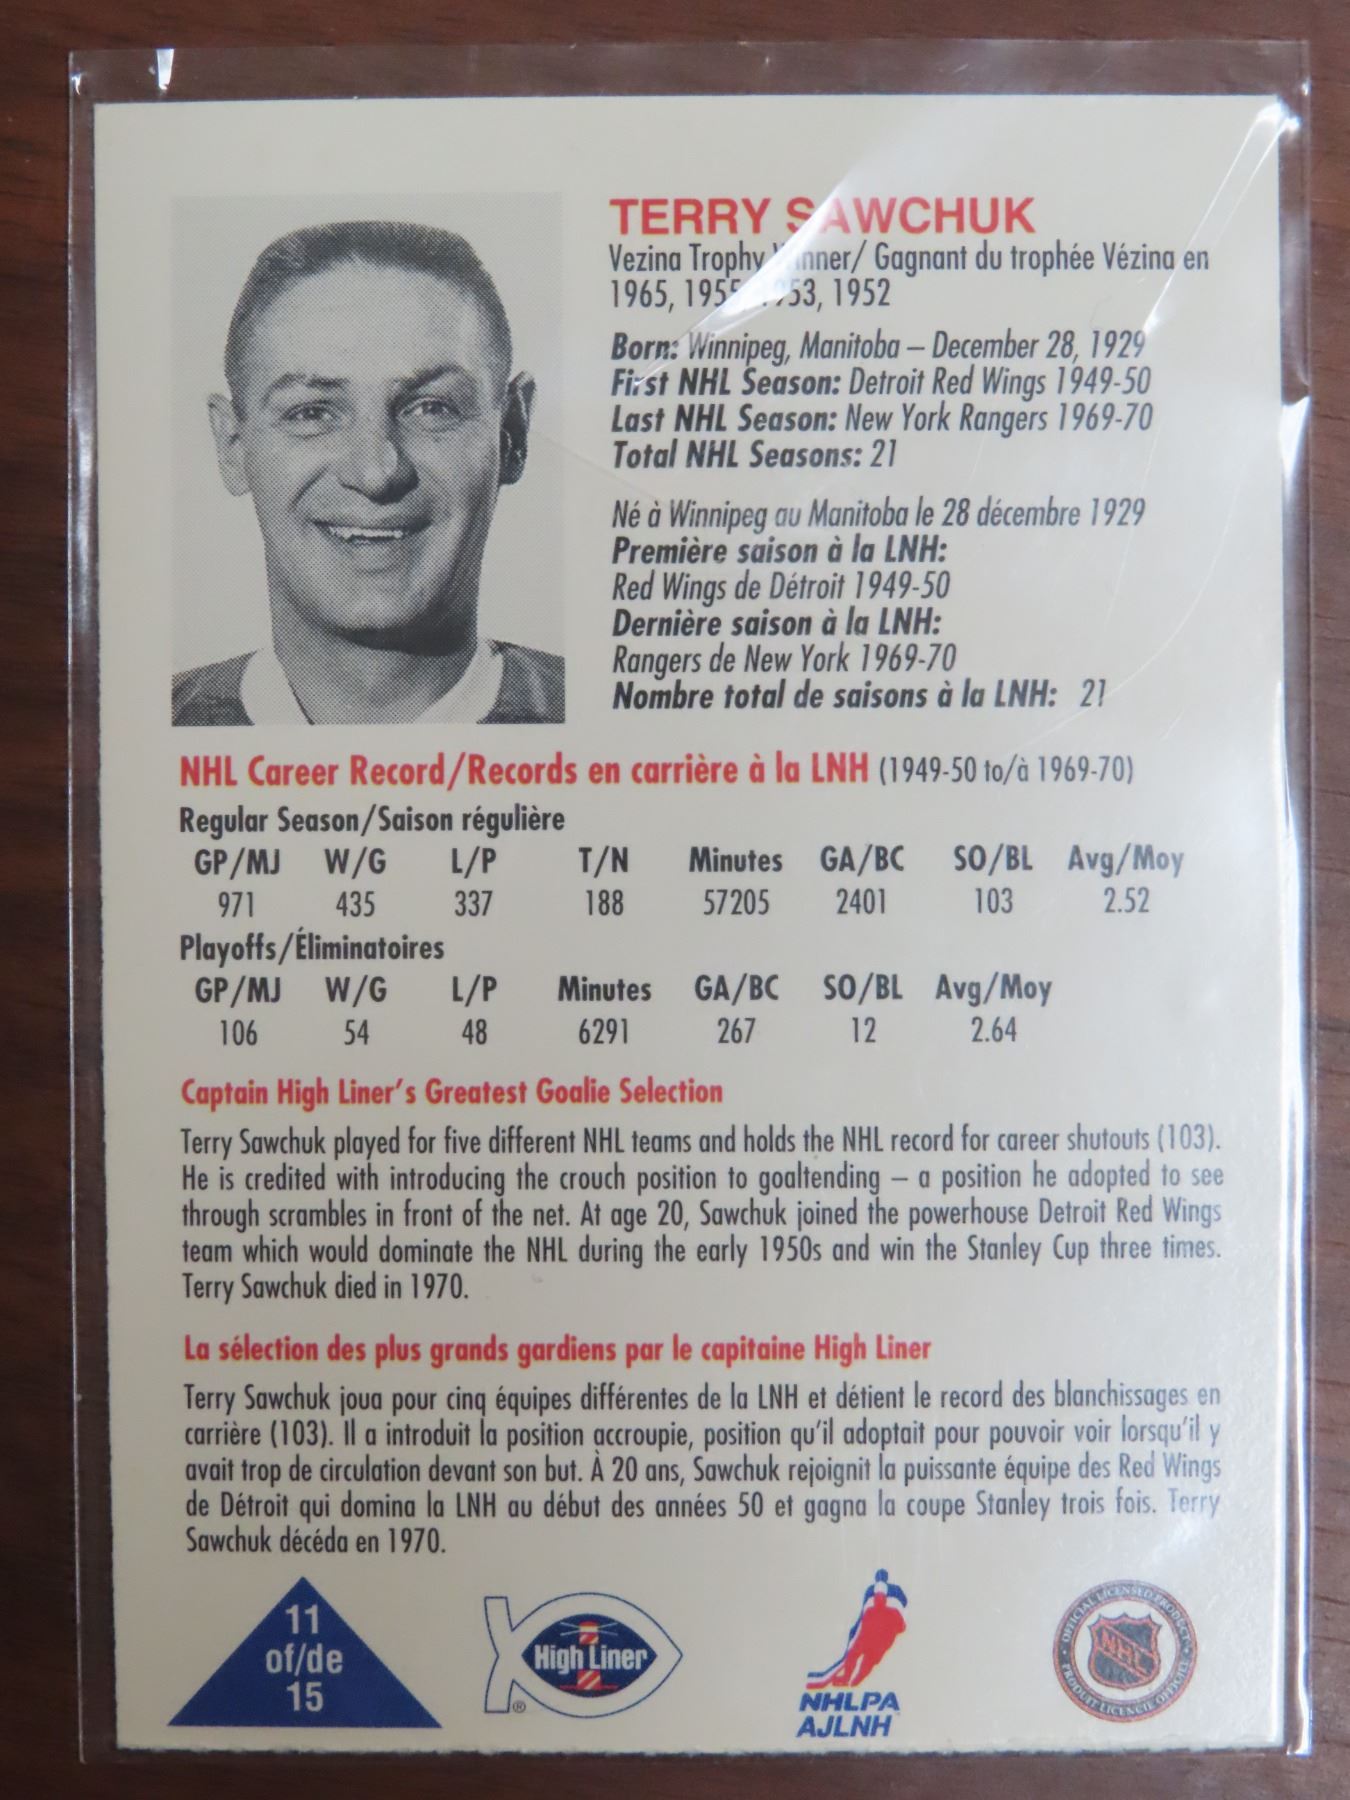 TERRY SAWCHUK
Vezina Trophy Winner/ Gagnant du trophée Vézina en
1965, 1955, 1953, 1952
Born: Winnipeg, Manitoba – December 28, 1929
First NHL Season: Detroit Red Wings 1949-50
Last NHL Season: New York Rangers 1969-70
Total NHL Seasons: 21
Né à Winnipeg au Manitoba le 28 décembre 1929
Première saison à la LNH:
Red Wings de Détroit 1949-50
Dernière saison à la LNH:
Rangers de New York 1969-70
Nombre total de saisons à la LNH: 21
NHL Career Record/Records en carrière à la LNH (1949-50 to/à 1969-70)
Regular Season/Saison régulière
GP/MJ W/G L/P T/N Minutes GA/BC SO/BL Avg/Moy
971 435 337 188 57205 2401 103 2.52
Playoffs/Éliminatoires
GP/MJ W/G L/P Minutes GA/BC SO/BL Avg/Moy
106 54 48 6291 267 12 2.64
Captain High Liner's Greatest Goalie Selection
Terry Sawchuk played for five different NHL teams and holds the NHL record for career shutouts (103).
He is credited with introducing the crouch position to goaltending – a position he adopted to see
through scrambles in front of the net. At age 20, Sawchuk joined the powerhouse Detroit Red Wings
team which would dominate the NHL during the early 1950s and win the Stanley Cup three times.
Terry Sawchuk died in 1970.
La sélection des plus grands gardiens par le capitaine High Liner
Terry Sawchuk joua pour cinq équipes différentes de la LNH et détient le record des blanchissages en
carrière (103). Il a introduit la position accroupie, position qu'il adoptait pour pouvoir voir lorsqu'il y
avait trop de circulation devant son but. À 20 ans, Sawchuk rejoignit la puissante équipe des Red Wings
de Détroit qui domina la LNH au début des années 50 et gagna la coupe Stanley trois fois. Terry
Sawchuk décéda en 1970.
11
of/de
15
High Liner
®
NHLPA
AJLNH
OFFICIAL LICENSED PRODUCT
NHL
PRODUIT LICENCIE OFFICIEL